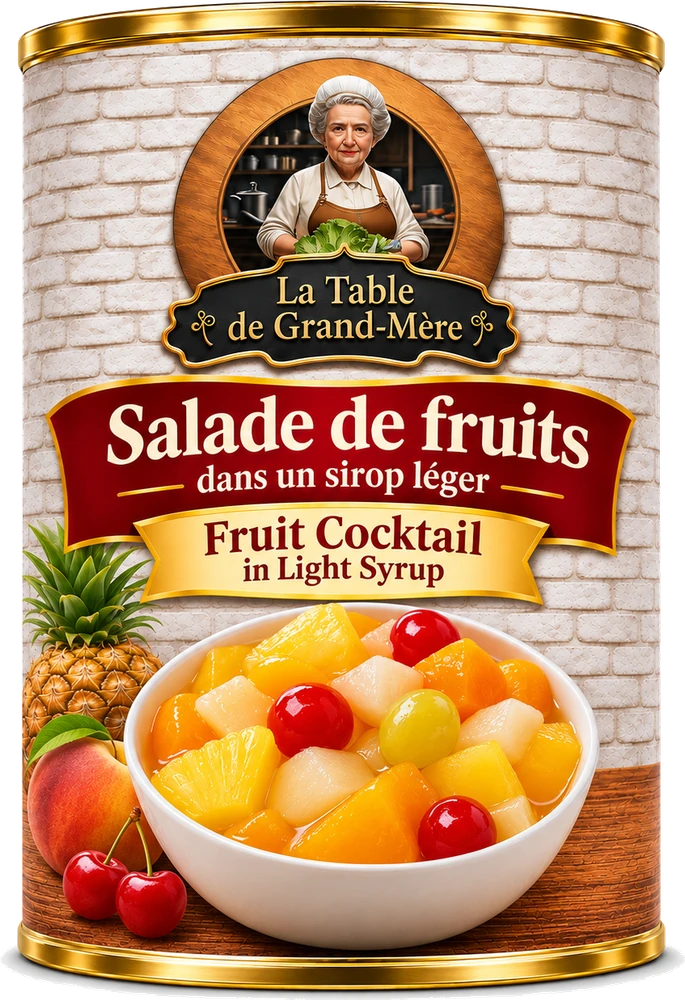 La Table
de Grand-Mère
Salade de fruits
dans un sirop léger
Fruit Cocktail
in Light Syrup